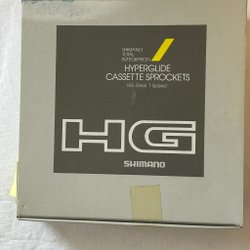 SHIMANO
TOTAL
INTEGRATION
HYPERGLIDE
CASSETTE SPROCKETS
HG Gear 7 Speed
HG
SHIMANO